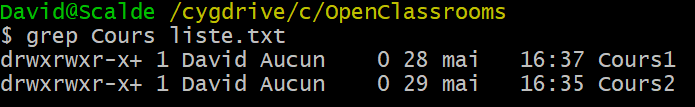 David@Scalde /cygdrive/c/OpenClassrooms
$ grep Cours liste.txt
drwxrwxr-x+ 1 David Aucun    0 28 mai   16:37 Cours1
drwxrwxr-x+ 1 David Aucun    0 29 mai   16:35 Cours2